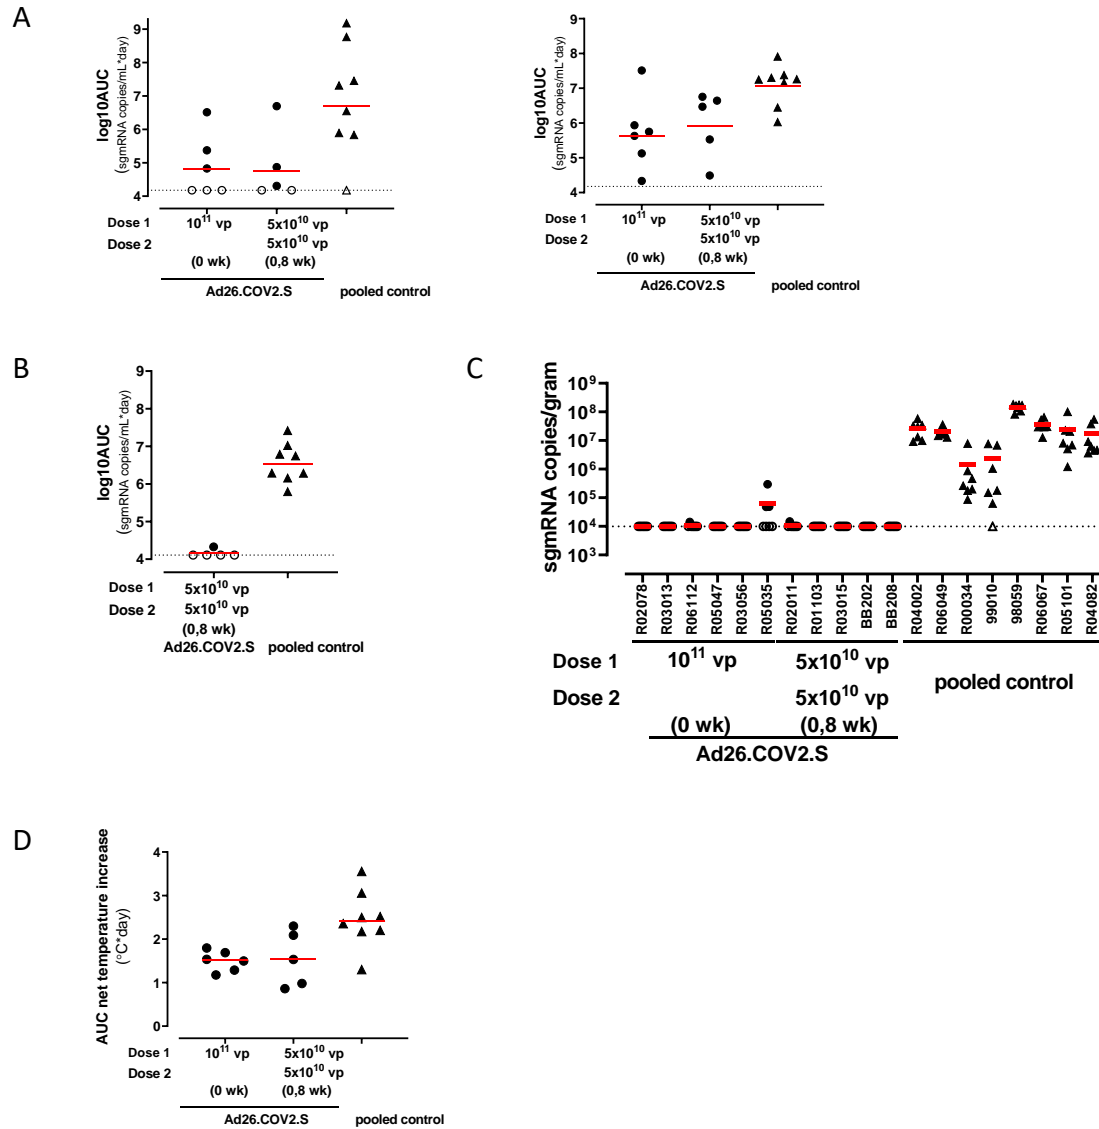 A
log10AUC
(sgmRNA copies/mL*day)
9
8
7
6
5
4
Dose 1
10¹¹ vp
5x10¹⁰ vp
Dose 2
5x10¹⁰ vp
(0 wk)
(0,8 wk)
Ad26.COV2.S
pooled control
log10AUC
(sgmRNA copies/mL*day)
9
8
7
6
5
4
10¹¹ vp
5x10¹⁰ vp
5x10¹⁰ vp
(0 wk)
(0,8 wk)
Ad26.COV2.S
pooled control
B
log10AUC
(sgmRNA copies/mL*day)
9
8
7
6
5
4
Dose 1
5x10¹⁰ vp
Dose 2
5x10¹⁰ vp
(0,8 wk)
Ad26.COV2.S
pooled control
C
sgmRNA copies/gram
10⁹
10⁸
10⁷
10⁶
10⁵
10⁴
10³
R02078
R03013
R06112
R05047
R03056
R05035
R02011
R01103
R03015
BB202
BB208
R04002
R06049
R00034
99010
98059
R06067
R05101
R04082
Dose 1
10¹¹ vp
5x10¹⁰ vp
pooled control
Dose 2
5x10¹⁰ vp
(0 wk)
(0,8 wk)
Ad26.COV2.S
D
AUC net temperature increase
(°C*day)
4
3
2
1
0
Dose 1
10¹¹ vp
5x10¹⁰ vp
Dose 2
5x10¹⁰ vp
(0 wk)
(0,8 wk)
Ad26.COV2.S
pooled control